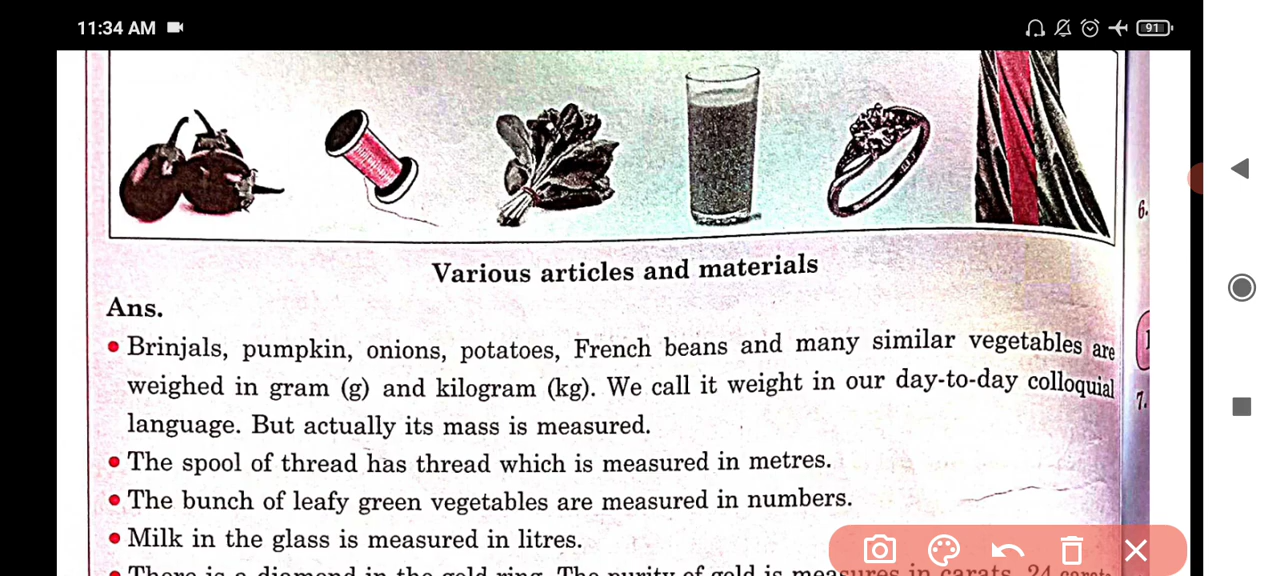 11:34 AM
91
6.
Various articles and materials
Ans.
• Brinjals, pumpkin, onions, potatoes, French beans and many similar vegetables are
weighed in gram (g) and kilogram (kg). We call it weight in our day-to-day colloquial
7.
language. But actually its mass is measured.
• The spool of thread has thread which is measured in metres.
• The bunch of leafy green vegetables are measured in numbers.
• Milk in the glass is measured in litres.
• There is a diamond in the gold ring. The purity of gold is measures in carats. 24 carats